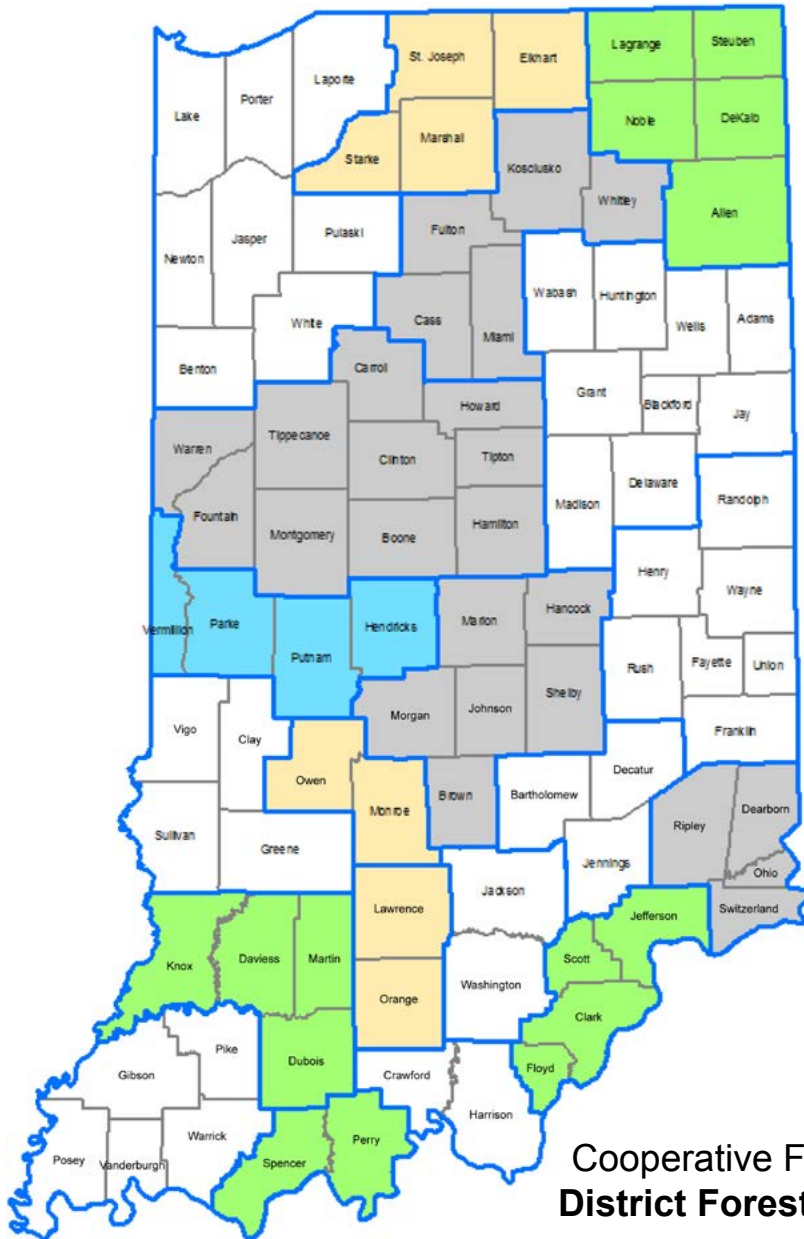 St. Joseph
Elkhart
Lagrange
Steuben
Laporte
Porter
Lake
Noble
DeKalb
Marshall
Starke
Kosciusko
Whitley
Allen
Fulton
Pulaski
Jasper
Newton
Wabash
Huntington
Wells
Adams
White
Cass
Miami
Benton
Carroll
Grant
Blackford
Jay
Howard
Warren
Tippecanoe
Clinton
Tipton
Delaware
Madison
Randolph
Fountain
Montgomery
Boone
Hamilton
Henry
Wayne
Vermillion
Parke
Putnam
Hendricks
Marion
Hancock
Rush
Fayette
Union
Shelby
Johnson
Morgan
Franklin
Vigo
Clay
Owen
Decatur
Brown
Bartholomew
Monroe
Dearborn
Ripley
Sullivan
Greene
Jennings
Ohio
Jackson
Switzerland
Lawrence
Jefferson
Knox
Daviess
Martin
Scott
Washington
Orange
Clark
Pike
Dubois
Floyd
Crawford
Gibson
Harrison
Warrick
Perry
Posey
Vanderburgh
Spencer
Cooperative F
District Forest